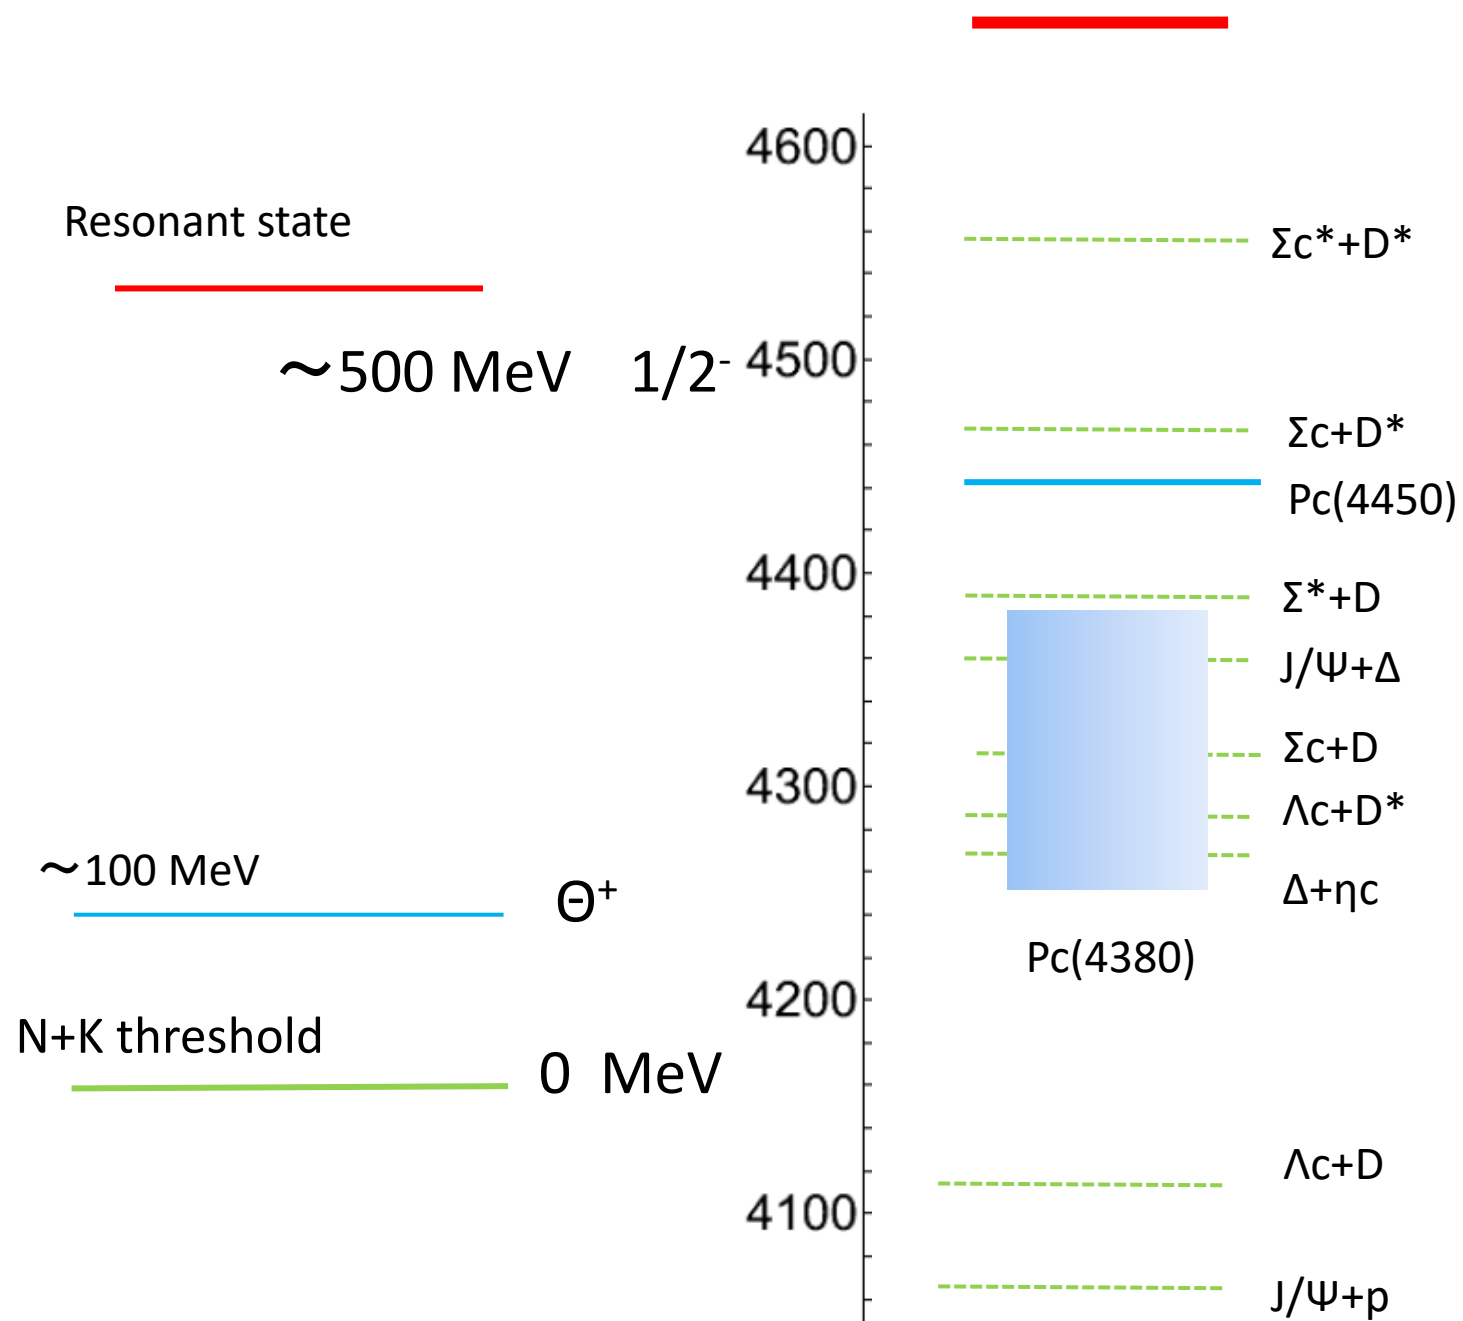 Resonant state
~500 MeV 1/2-
~100 MeV
Θ+
N+K threshold
0 MeV
4600
4500
4400
4300
4200
4100
Σc*+D*
Σc+D*
Pc(4450)
Σ*+D
J/Ψ+Δ
Σc+D
Λc+D*
Δ+ηc
Pc(4380)
Λc+D
J/Ψ+p